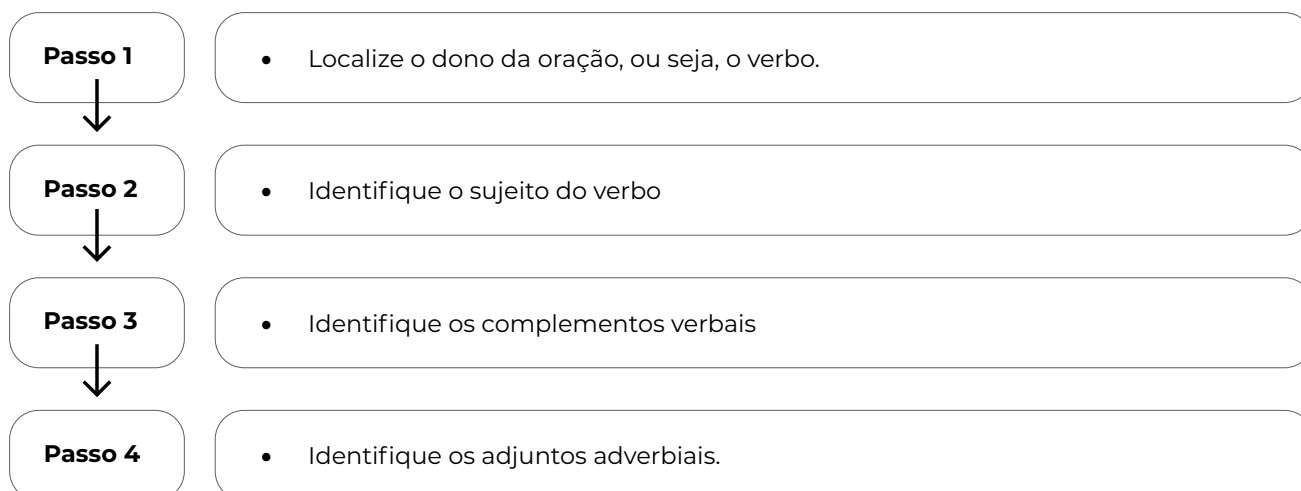 Passo 1
• Localize o dono da oração, ou seja, o verbo.
Passo 2
• Identifique o sujeito do verbo
Passo 3
• Identifique os complementos verbais
Passo 4
• Identifique os adjuntos adverbiais.